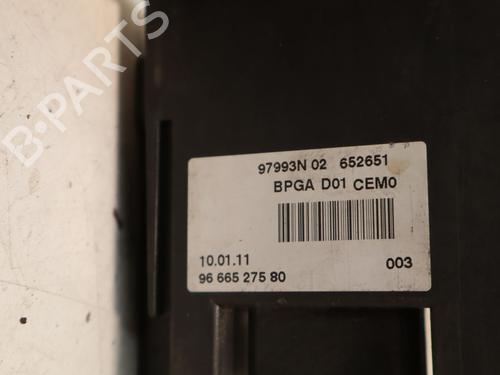 B-PARTS
97993N 02 652651
BPGA D01 CEM0
10.01.11
96 665 275 80
003